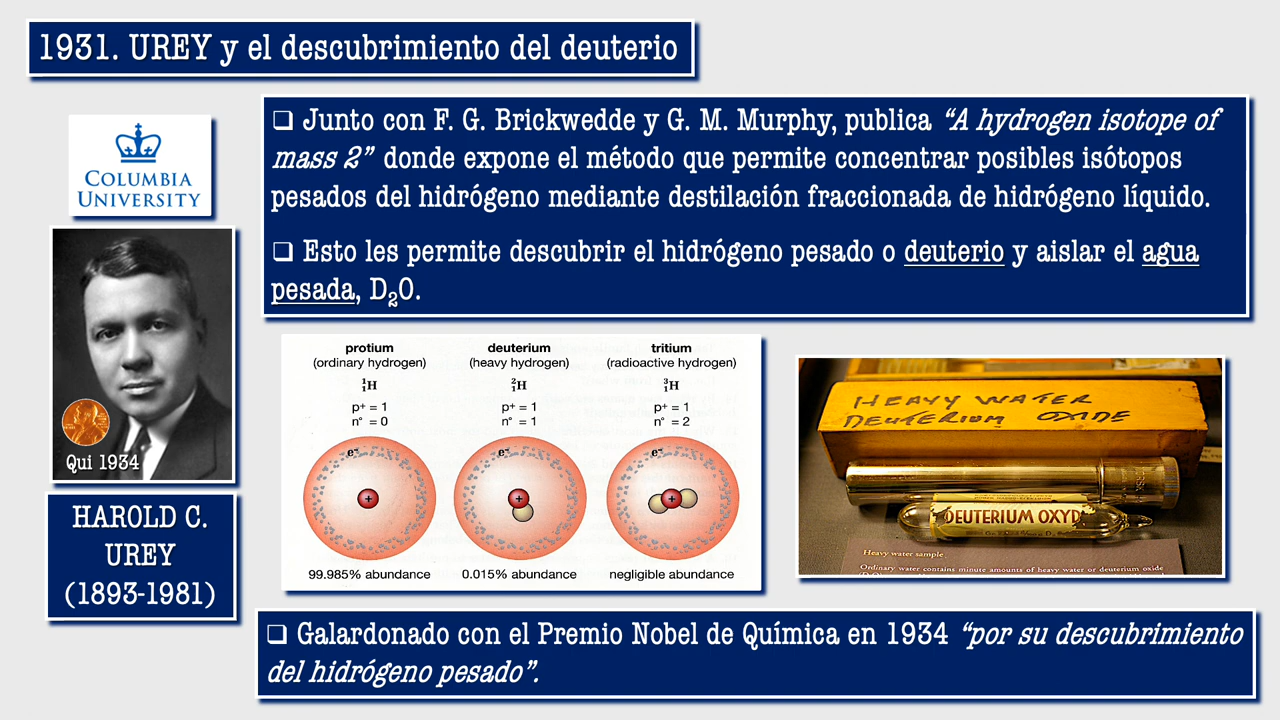 1931. UREY y el descubrimiento del deuterio
COLUMBIA
UNIVERSITY
Qui 1934
HAROLD C.
UREY
(1893-1981)
❑ Junto con F. G. Brickwedde y G. M. Murphy, publica “A hydrogen isotope of
mass 2” donde expone el método que permite concentrar posibles isótopos
pesados del hidrógeno mediante destilación fraccionada de hidrógeno líquido.
❑ Esto les permite descubrir el hidrógeno pesado o deuterio y aislar el agua
pesada, D₂O.
protium deuterium tritium
(ordinary hydrogen) (heavy hydrogen) (radioactive hydrogen)
¹₁H ²₁H ³₁H
p⁺ = 1 p⁺ = 1 p⁺ = 1
n° = 0 n° = 1 n° = 2
e⁻ e⁻ e⁻
+ + +
99.985% abundance 0.015% abundance negligible abundance
HEAVY WATER
DEUTERIUM OXIDE
DEUTERIUM OXYD
Heavy water sample
Ordinary water contains minute amounts of heavy water or deuterium oxide
❑ Galardonado con el Premio Nobel de Química en 1934 “por su descubrimiento
del hidrógeno pesado”.